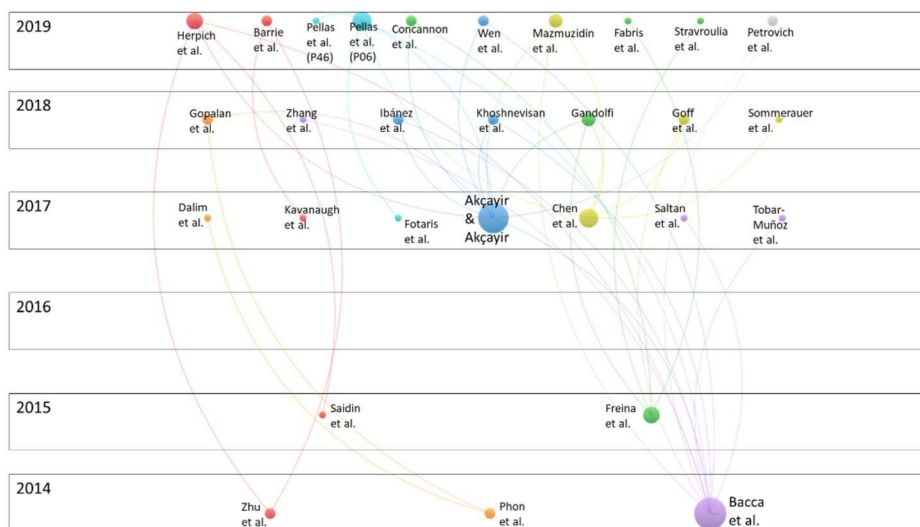 2019
Herpich
et al.
Barrie
et al.
Pellas
et al.
(P46)
Pellas
et al.
(P06)
Concannon
et al.
Wen
et al.
Mazmuzidin
et al.
Fabris
et al.
Stravroulia
et al.
Petrovich
et al.
2018
Gopalan
et al.
Zhang
et al.
Ibánez
et al.
Khoshnevisan
et al.
Gandolfi
Goff
et al.
Sommerauer
et al.
2017
Dalim
et al.
Kavanaugh
et al.
Fotaris
et al.
Akçayir
&
Akçayir
Chen
et al.
Saltan
et al.
Tobar-
Muñoz
et al.
2016
2015
Saidin
et al.
Freina
et al.
2014
Zhu
et al.
Phon
et al.
Bacca
et al.